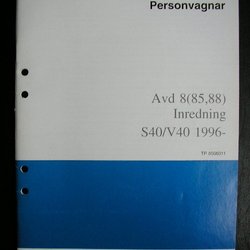 Personvagnar
Avd 8(85,88)
Inredning
S40/V40 1996-